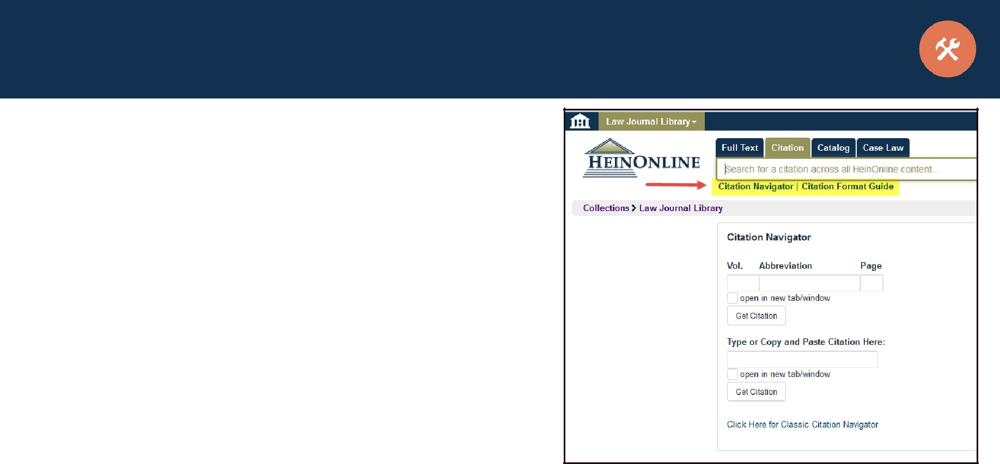 Law Journal Library
HEINONLINE
Full Text Citation Catalog Case Law
Search for a citation across all HeinOnline content...
Citation Navigator | Citation Format Guide
Collections > Law Journal Library
Citation Navigator
Vol. Abbreviation Page
open in new tab/window
Get Citation
Type or Copy and Paste Citation Here:
open in new tab/window
Get Citation
Click Here for Classic Citation Navigator